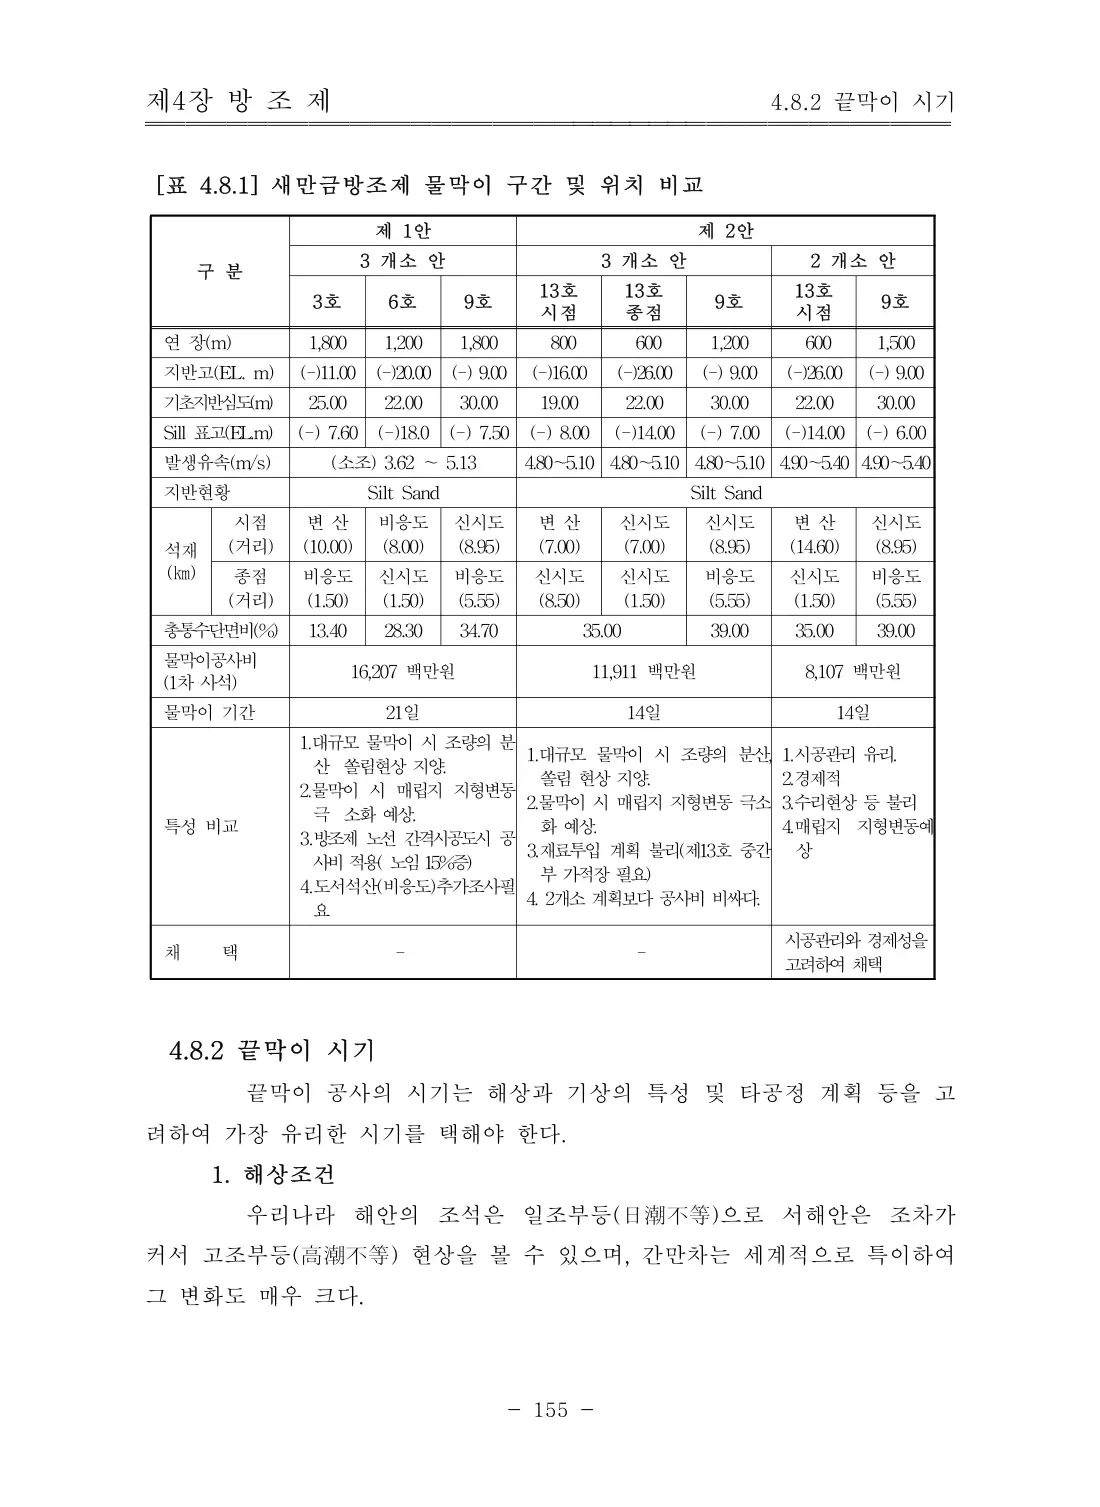 제4장 방 조 제 4.8.2 끝막이 시기
[표 4.8.1] 새만금방조제 물막이 구간 및 위치 비교
구 분 제 1안 제 2안
3 개소 안 3 개소 안 2 개소 안
3호 6호 9호 13호 시점 13호 종점 9호 13호 시점 9호
연 장(m) 1,800 1,200 1,800 800 600 1,200 600 1,500
지반고(EL. m) (-)11.00 (-)20.00 (-) 9.00 (-)16.00 (-)26.00 (-) 9.00 (-)26.00 (-) 9.00
기초지반심도(m) 25.00 22.00 30.00 19.00 22.00 30.00 22.00 30.00
Sill 표고(EL.m) (-) 7.60 (-)18.0 (-) 7.50 (-) 8.00 (-)14.00 (-) 7.00 (-)14.00 (-) 6.00
발생유속(m/s) (소조) 3.62 ~ 5.13 4.80~5.10 4.80~5.10 4.80~5.10 4.90~5.40 4.90~5.40
지반현황 Silt Sand Silt Sand
석재 (㎞) 시점 (거리) 변 산 (10.00) 비응도 (8.00) 신시도 (8.95) 변 산 (7.00) 신시도 (7.00) 신시도 (8.95) 변 산 (14.60) 신시도 (8.95)
종점 (거리) 비응도 (1.50) 신시도 (1.50) 비응도 (5.55) 신시도 (8.50) 신시도 (1.50) 비응도 (5.55) 신시도 (1.50) 비응도 (5.55)
총통수단면비(%) 13.40 28.30 34.70 35.00 39.00 35.00 39.00
물막이공사비 (1차 사석) 16,207 백만원 11,911 백만원 8,107 백만원
물막이 기간 21일 14일 14일
특성 비교
1.대규모 물막이 시 조량의 분
산 쏠림현상 지양.
2.물막이 시 매립지 지형변동
극 소화 예상.
3.방조제 노선 간격시공도시 공
사비 적용( 노임 15%증)
4.도서석산(비응도)추가조사필
요
1.대규모 물막이 시 조량의 분산,
쏠림 현상 지양.
2.물막이 시 매립지 지형변동 극소
화 예상.
3.재료투입 계획 불리(제13호 중간
부 가적장 필요)
4. 2개소 계획보다 공사비 비싸다.
1.시공관리 유리.
2.경제적
3.수리현상 등 불리
4.매립지 지형변동예
상
채 택 - - 시공관리와 경제성을
고려하여 채택
4.8.2 끝막이 시기
끝막이 공사의 시기는 해상과 기상의 특성 및 타공정 계획 등을 고
려하여 가장 유리한 시기를 택해야 한다.
1. 해상조건
우리나라 해안의 조석은 일조부등(日潮不等)으로 서해안은 조차가
커서 고조부등(高潮不等) 현상을 볼 수 있으며, 간만차는 세계적으로 특이하여
그 변화도 매우 크다.
- 155 -